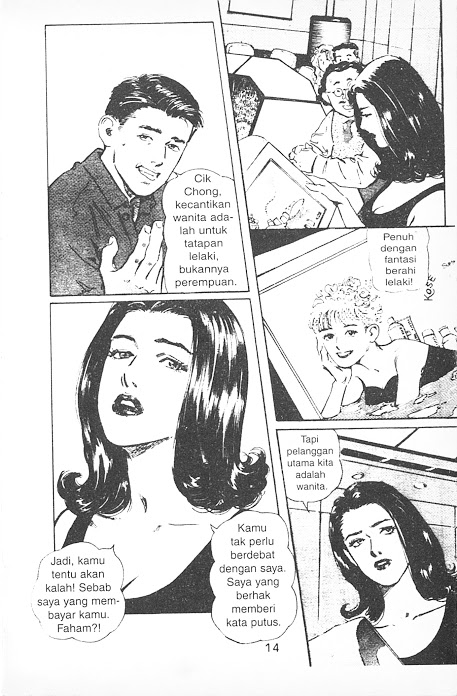 Penuh
dengan
fantasi
berahi
lelaki!
KOSE
Tapi
pelanggan
utama kita
adalah
wanita.
Cik
Chong,
kecantikan
wanita ada-
lah untuk
tatapan
lelaki,
bukannya
perempuan.
Kamu
tak perlu
berdebat
dengan saya.
Saya yang
berhak
memberi
kata putus.
Jadi, kamu
tentu akan
kalah! Sebab
saya yang mem-
bayar kamu.
Faham?!
14